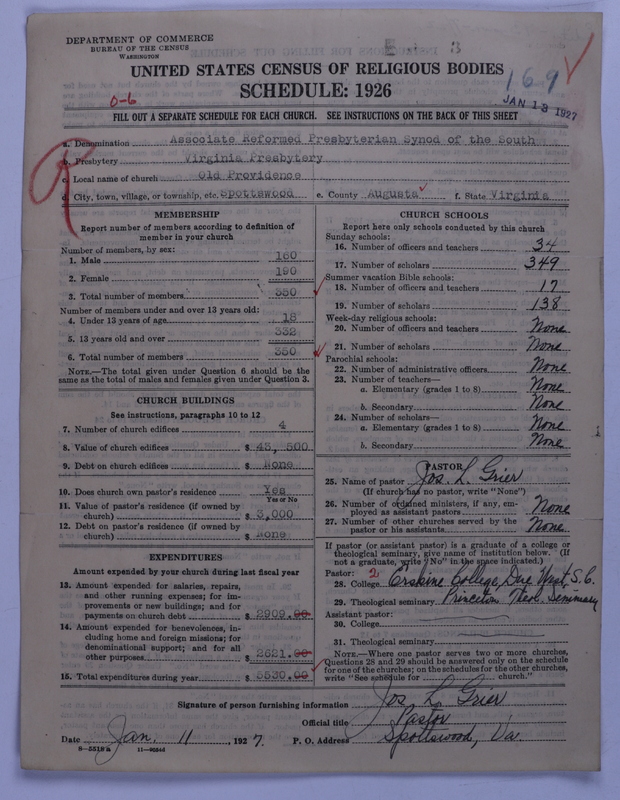 DEPARTMENT OF COMMERCE
BUREAU OF THE CENSUS
WASHINGTON
UNITED STATES CENSUS OF RELIGIOUS BODIES
SCHEDULE: 1926
169
JAN 13 1927
0-6
FILL OUT A SEPARATE SCHEDULE FOR EACH CHURCH. SEE INSTRUCTIONS ON THE BACK OF THIS SHEET
R
a. Denomination Associate Reformed Presbyterian Synod of the South
b. Presbytery Virginia Presbytery
c. Local name of church Old Providence
d. City, town, village, or township, etc. Spottswood e. County Augusta f. State Virginia
MEMBERSHIP
Report number of members according to definition of
member in your church
Number of members, by sex:
1. Male 160
2. Female 190
3. Total number of members 350
Number of members under and over 13 years old:
4. Under 13 years of age 18
5. 13 years old and over 332
6. Total number of members 350
NOTE.—The total given under Question 6 should be the
same as the total of males and females given under Question 3.
CHURCH BUILDINGS
See instructions, paragraphs 10 to 12
7. Number of church edifices 4
8. Value of church edifices $ 43,500
9. Debt on church edifices $ None
10. Does church own pastor's residence Yes
Yes or No
11. Value of pastor's residence (if owned by
church) $ 3,000
12. Debt on pastor's residence (if owned by
church) $ None
EXPENDITURES
Amount expended by your church during last fiscal year
13. Amount expended for salaries, repairs,
and other running expenses; for im-
provements or new buildings; and for
payments on church debt $ 2909.00
14. Amount expended for benevolences, in-
cluding home and foreign missions; for
denominational support; and for all
other purposes $ 2621.00
15. Total expenditures during year $ 5530.00
CHURCH SCHOOLS
Report here only schools conducted by this church
Sunday schools:
16. Number of officers and teachers 34
17. Number of scholars 349
Summer vacation Bible schools:
18. Number of officers and teachers 17
19. Number of scholars 138
Week-day religious schools:
20. Number of officers and teachers None
21. Number of scholars None
Parochial schools:
22. Number of administrative officers None
23. Number of teachers—
a. Elementary (grades 1 to 8) None
b. Secondary None
24. Number of scholars—
a. Elementary (grades 1 to 8) None
b. Secondary None
PASTOR
25. Name of pastor Jos. L. Grier
(If church has no pastor, write "None")
26. Number of ordained ministers, if any, em-
ployed as assistant pastors None
27. Number of other churches served by the
pastor or his assistants None
If pastor (or assistant pastor) is a graduate of a college or
theological seminary, give name of institution below. (If
not a graduate, write "No" in the space indicated.)
Pastor: 2
28. College Erskine College, Due West, S.C.
29. Theological seminary Princeton Theol. Seminary
Assistant pastor:
30. College
31. Theological seminary
NOTE.—Where one pastor serves two or more churches,
Questions 28 and 29 should be answered only on the schedule
for one of the churches; on the schedules for the other churches,
write "See schedule for church."
Signature of person furnishing information Jos. L. Grier
Official title Pastor
Date Jan. 11, 1927. P. O. Address Spottswood, Va.
8-5518a 11-9054d